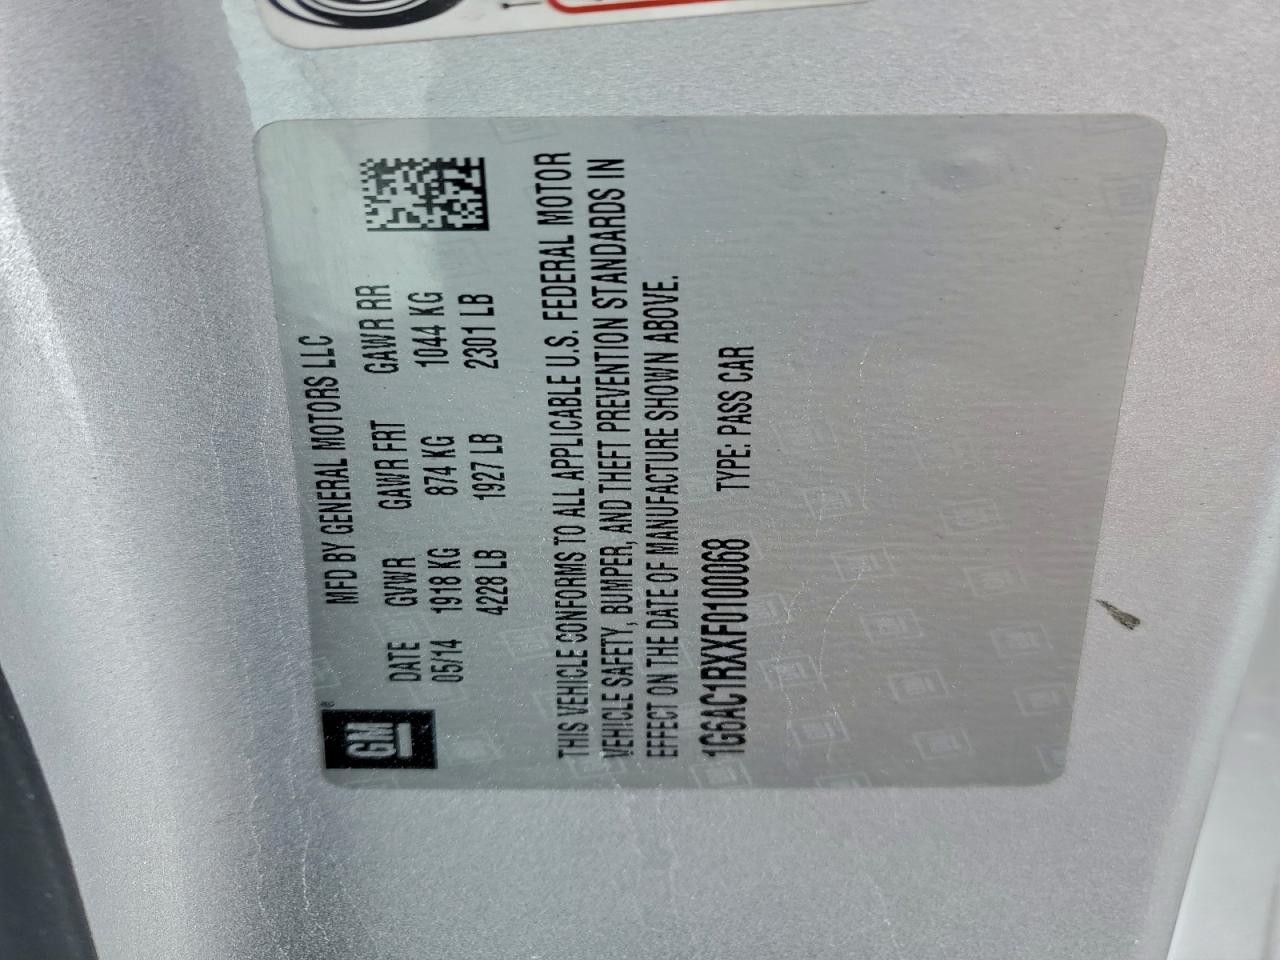 GM
MFD BY GENERAL MOTORS LLC
DATE GVWR GAWR FRT GAWR RR
05/14 1918 KG 874 KG 1044 KG
4228 LB 1927 LB 2301 LB
THIS VEHICLE CONFORMS TO ALL APPLICABLE U.S. FEDERAL MOTOR
VEHICLE SAFETY, BUMPER, AND THEFT PREVENTION STANDARDS IN
EFFECT ON THE DATE OF MANUFACTURE SHOWN ABOVE.
1G6AC1RXXF0100068 TYPE: PASS CAR